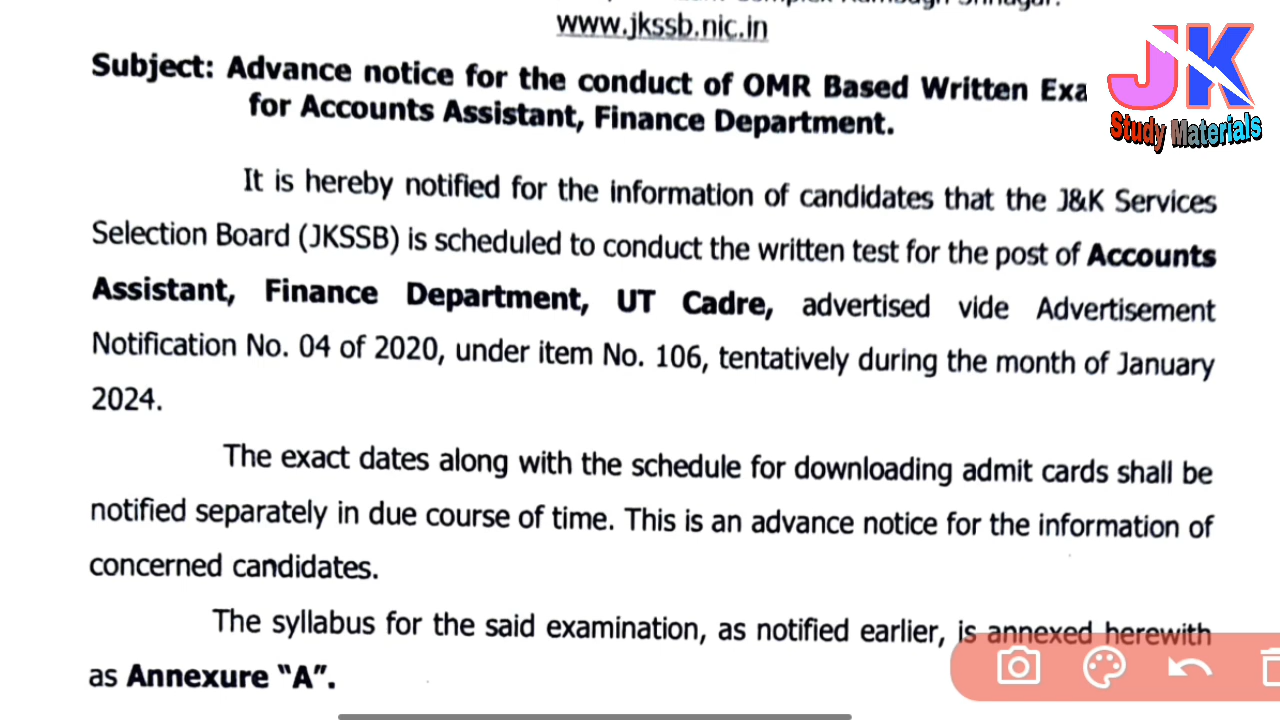 www.jkssb.nic.in
Subject: Advance notice for the conduct of OMR Based Written Exa
for Accounts Assistant, Finance Department.
It is hereby notified for the information of candidates that the J&K Services
Selection Board (JKSSB) is scheduled to conduct the written test for the post of Accounts
Assistant, Finance Department, UT Cadre, advertised vide Advertisement
Notification No. 04 of 2020, under item No. 106, tentatively during the month of January
2024.
The exact dates along with the schedule for downloading admit cards shall be
notified separately in due course of time. This is an advance notice for the information of
concerned candidates.
The syllabus for the said examination, as notified earlier, is annexed herewith
as Annexure “A”.
JK
Study Materials